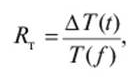 R_T = ΔT(t) / T(f),